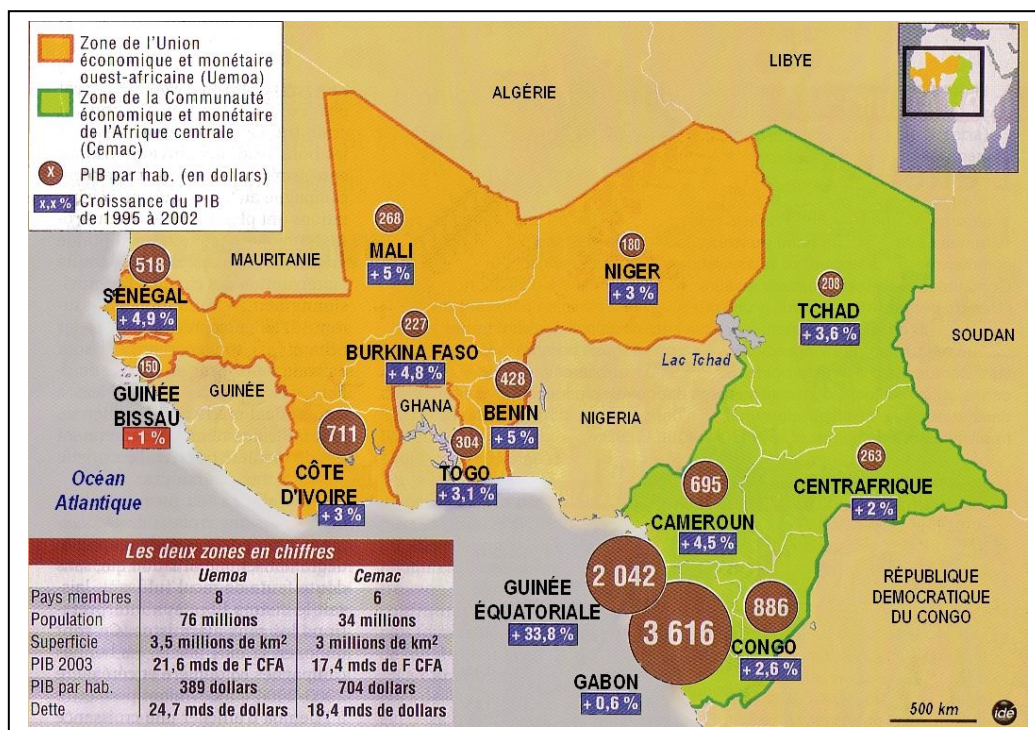 Zone de l'Union
économique et monétaire
ouest-africaine (Uemoa)
Zone de la Communauté
économique et monétaire
de l'Afrique centrale
(Cemac)
X PIB par hab. (en dollars)
x,x % Croissance du PIB
de 1995 à 2002
LIBYE
ALGÉRIE
MAURITANIE
268
MALI
+ 5 %
180
NIGER
+ 3 %
518
SENÉGAL
+ 4,9 %
208
TCHAD
+ 3,6 %
SOUDAN
227
BURKINA FASO
+ 4,8 %
Lac Tchad
150
GUINÉE
BISSAU
- 1 %
GUINÉE
GHANA
428
BENIN
+ 5 %
NIGERIA
711
CÔTE
D'IVOIRE
+ 3 %
304
TOGO
+ 3,1 %
263
CENTRAFRIQUE
+ 2 %
Océan
Atlantique
695
CAMEROUN
+ 4,5 %
2 042
GUINÉE
ÉQUATORIALE
+ 33,8 %
3 616
GABON
+ 0,6 %
886
CONGO
+ 2,6 %
RÉPUBLIQUE
DEMOCRATIQUE
DU CONGO
Les deux zones en chiffres
Uemoa Cemac
Pays membres 8 6
Population 76 millions 34 millions
Superficie 3,5 millions de km² 3 millions de km²
PIB 2003 21,6 mds de F CFA 17,4 mds de F CFA
PIB par hab. 389 dollars 704 dollars
Dette 24,7 mds de dollars 18,4 mds de dollars
500 km
idé